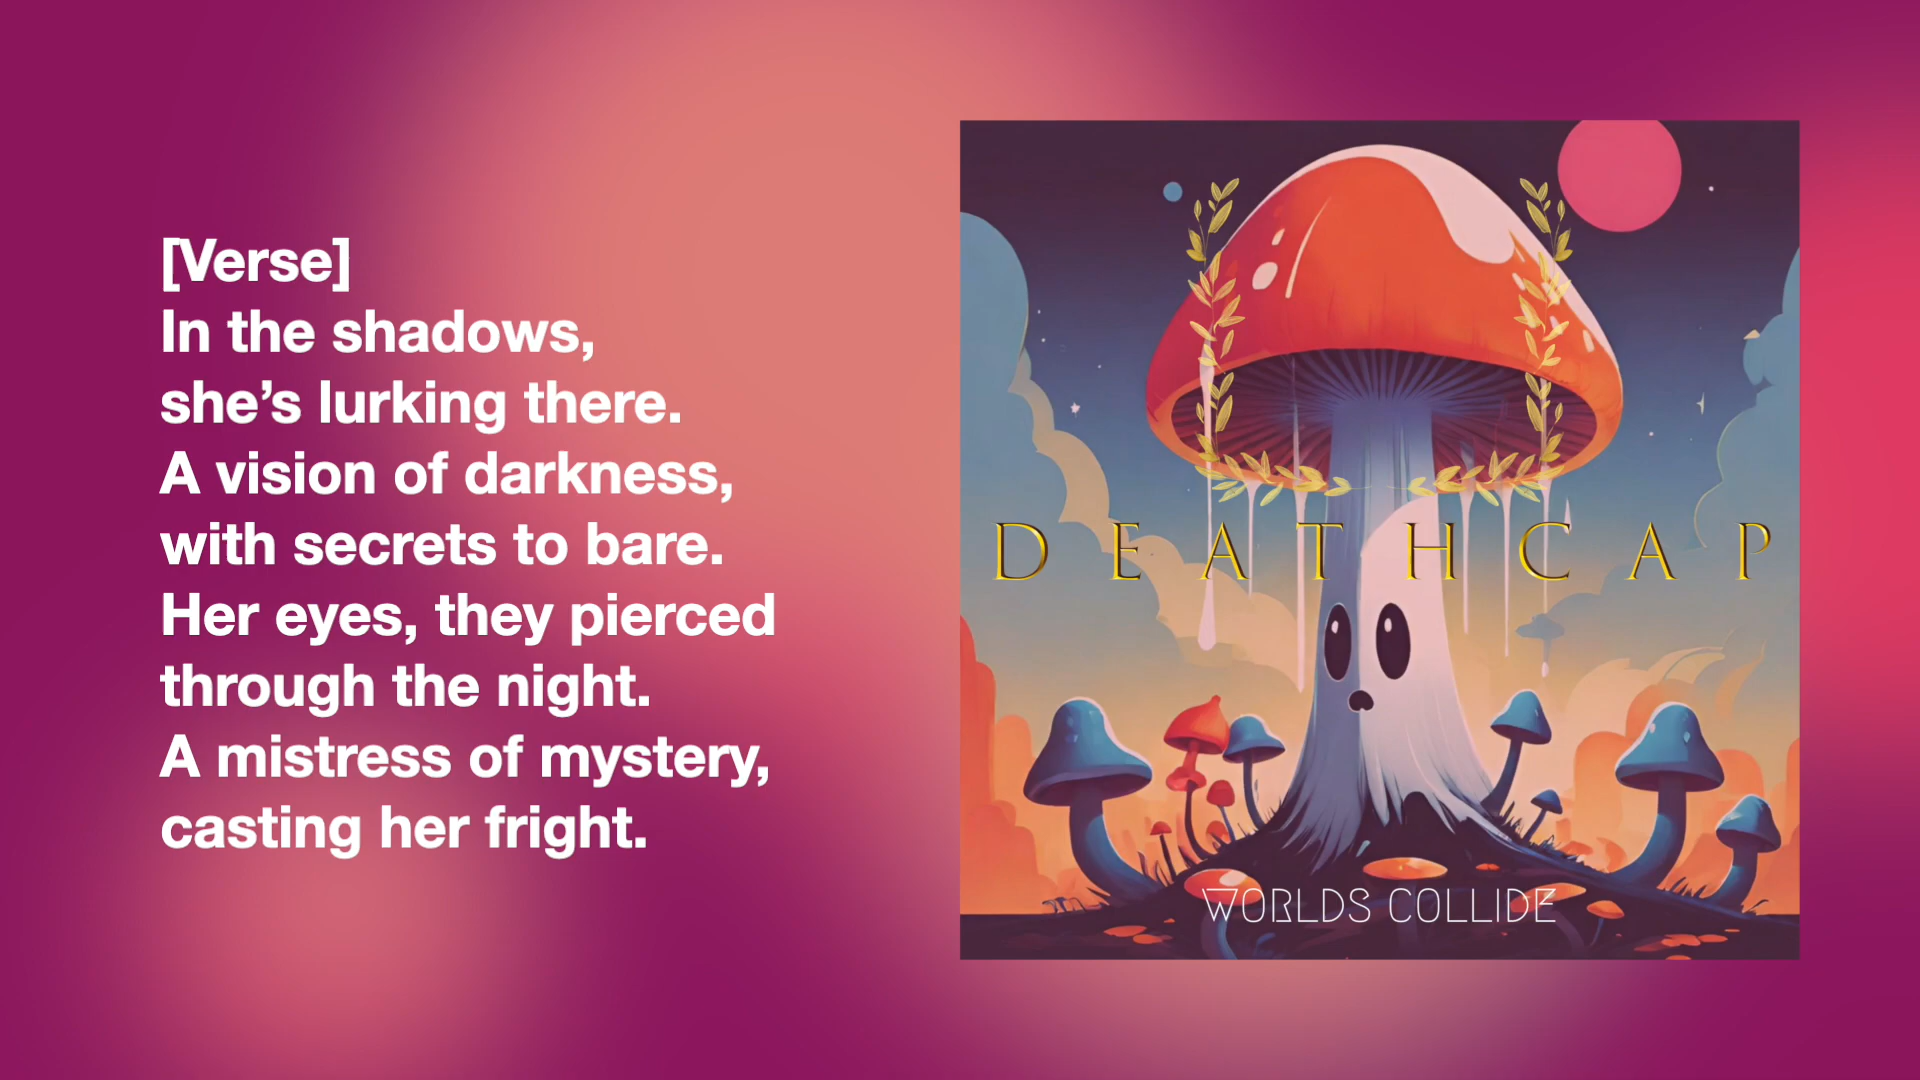 [Verse]
In the shadows,
she’s lurking there.
A vision of darkness,
with secrets to bare.
Her eyes, they pierced
through the night.
A mistress of mystery,
casting her fright.
DEATHCAP
WORLDS COLLIDE